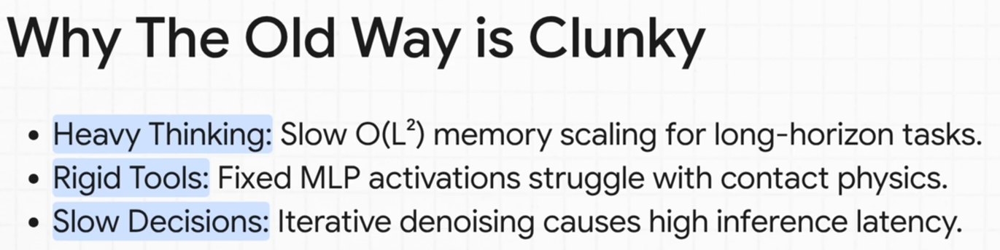 Why The Old Way is Clunky
• Heavy Thinking: Slow O(L²) memory scaling for long-horizon tasks.
• Rigid Tools: Fixed MLP activations struggle with contact physics.
• Slow Decisions: Iterative denoising causes high inference latency.